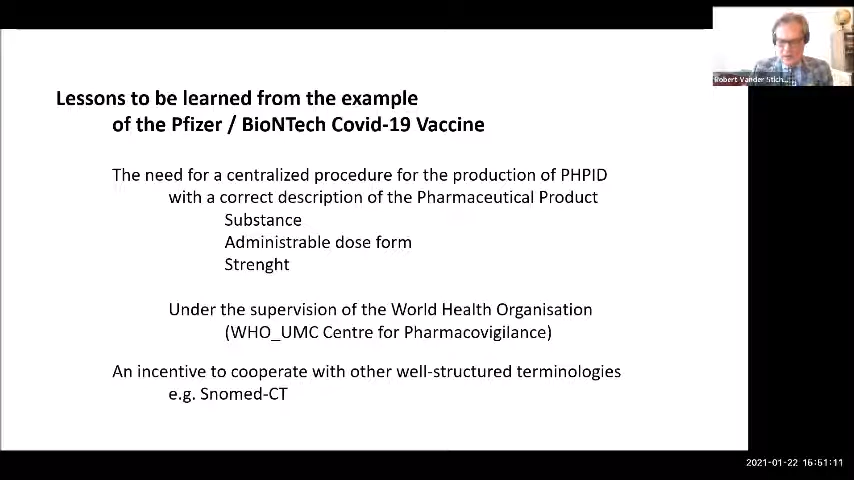 Robert Vander Stich...
Lessons to be learned from the example
of the Pfizer / BioNTech Covid-19 Vaccine
The need for a centralized procedure for the production of PHPID
with a correct description of the Pharmaceutical Product
Substance
Administrable dose form
Strenght
Under the supervision of the World Health Organisation
(WHO_UMC Centre for Pharmacovigilance)
An incentive to cooperate with other well-structured terminologies
e.g. Snomed-CT
2021-01-22 16:51:11